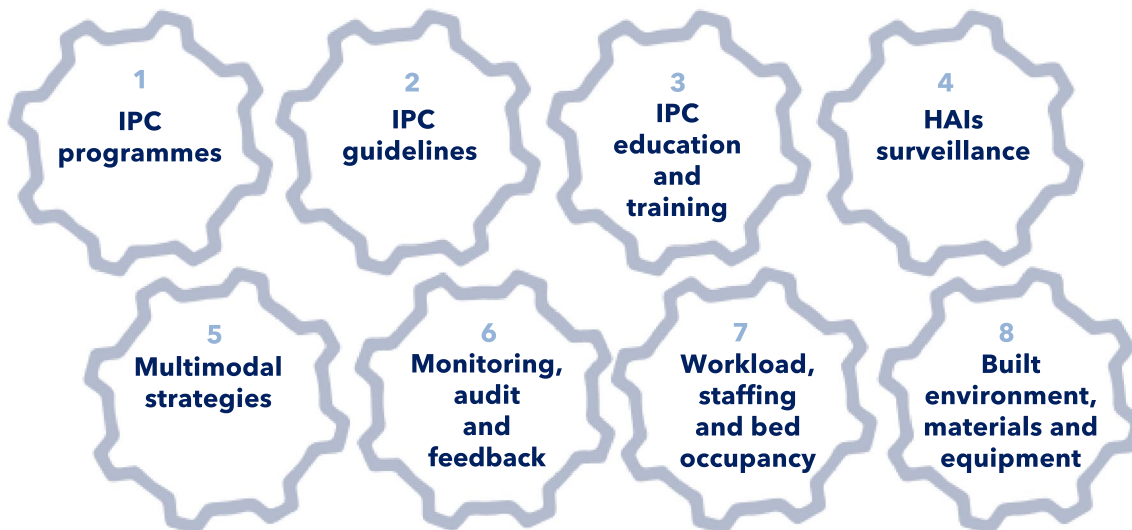 1
IPC
programmes
2
IPC
guidelines
3
IPC
education
and
training
4
HAIs
surveillance
5
Multimodal
strategies
6
Monitoring,
audit
and
feedback
7
Workload,
staffing
and bed
occupancy
8
Built
environment,
materials and
equipment